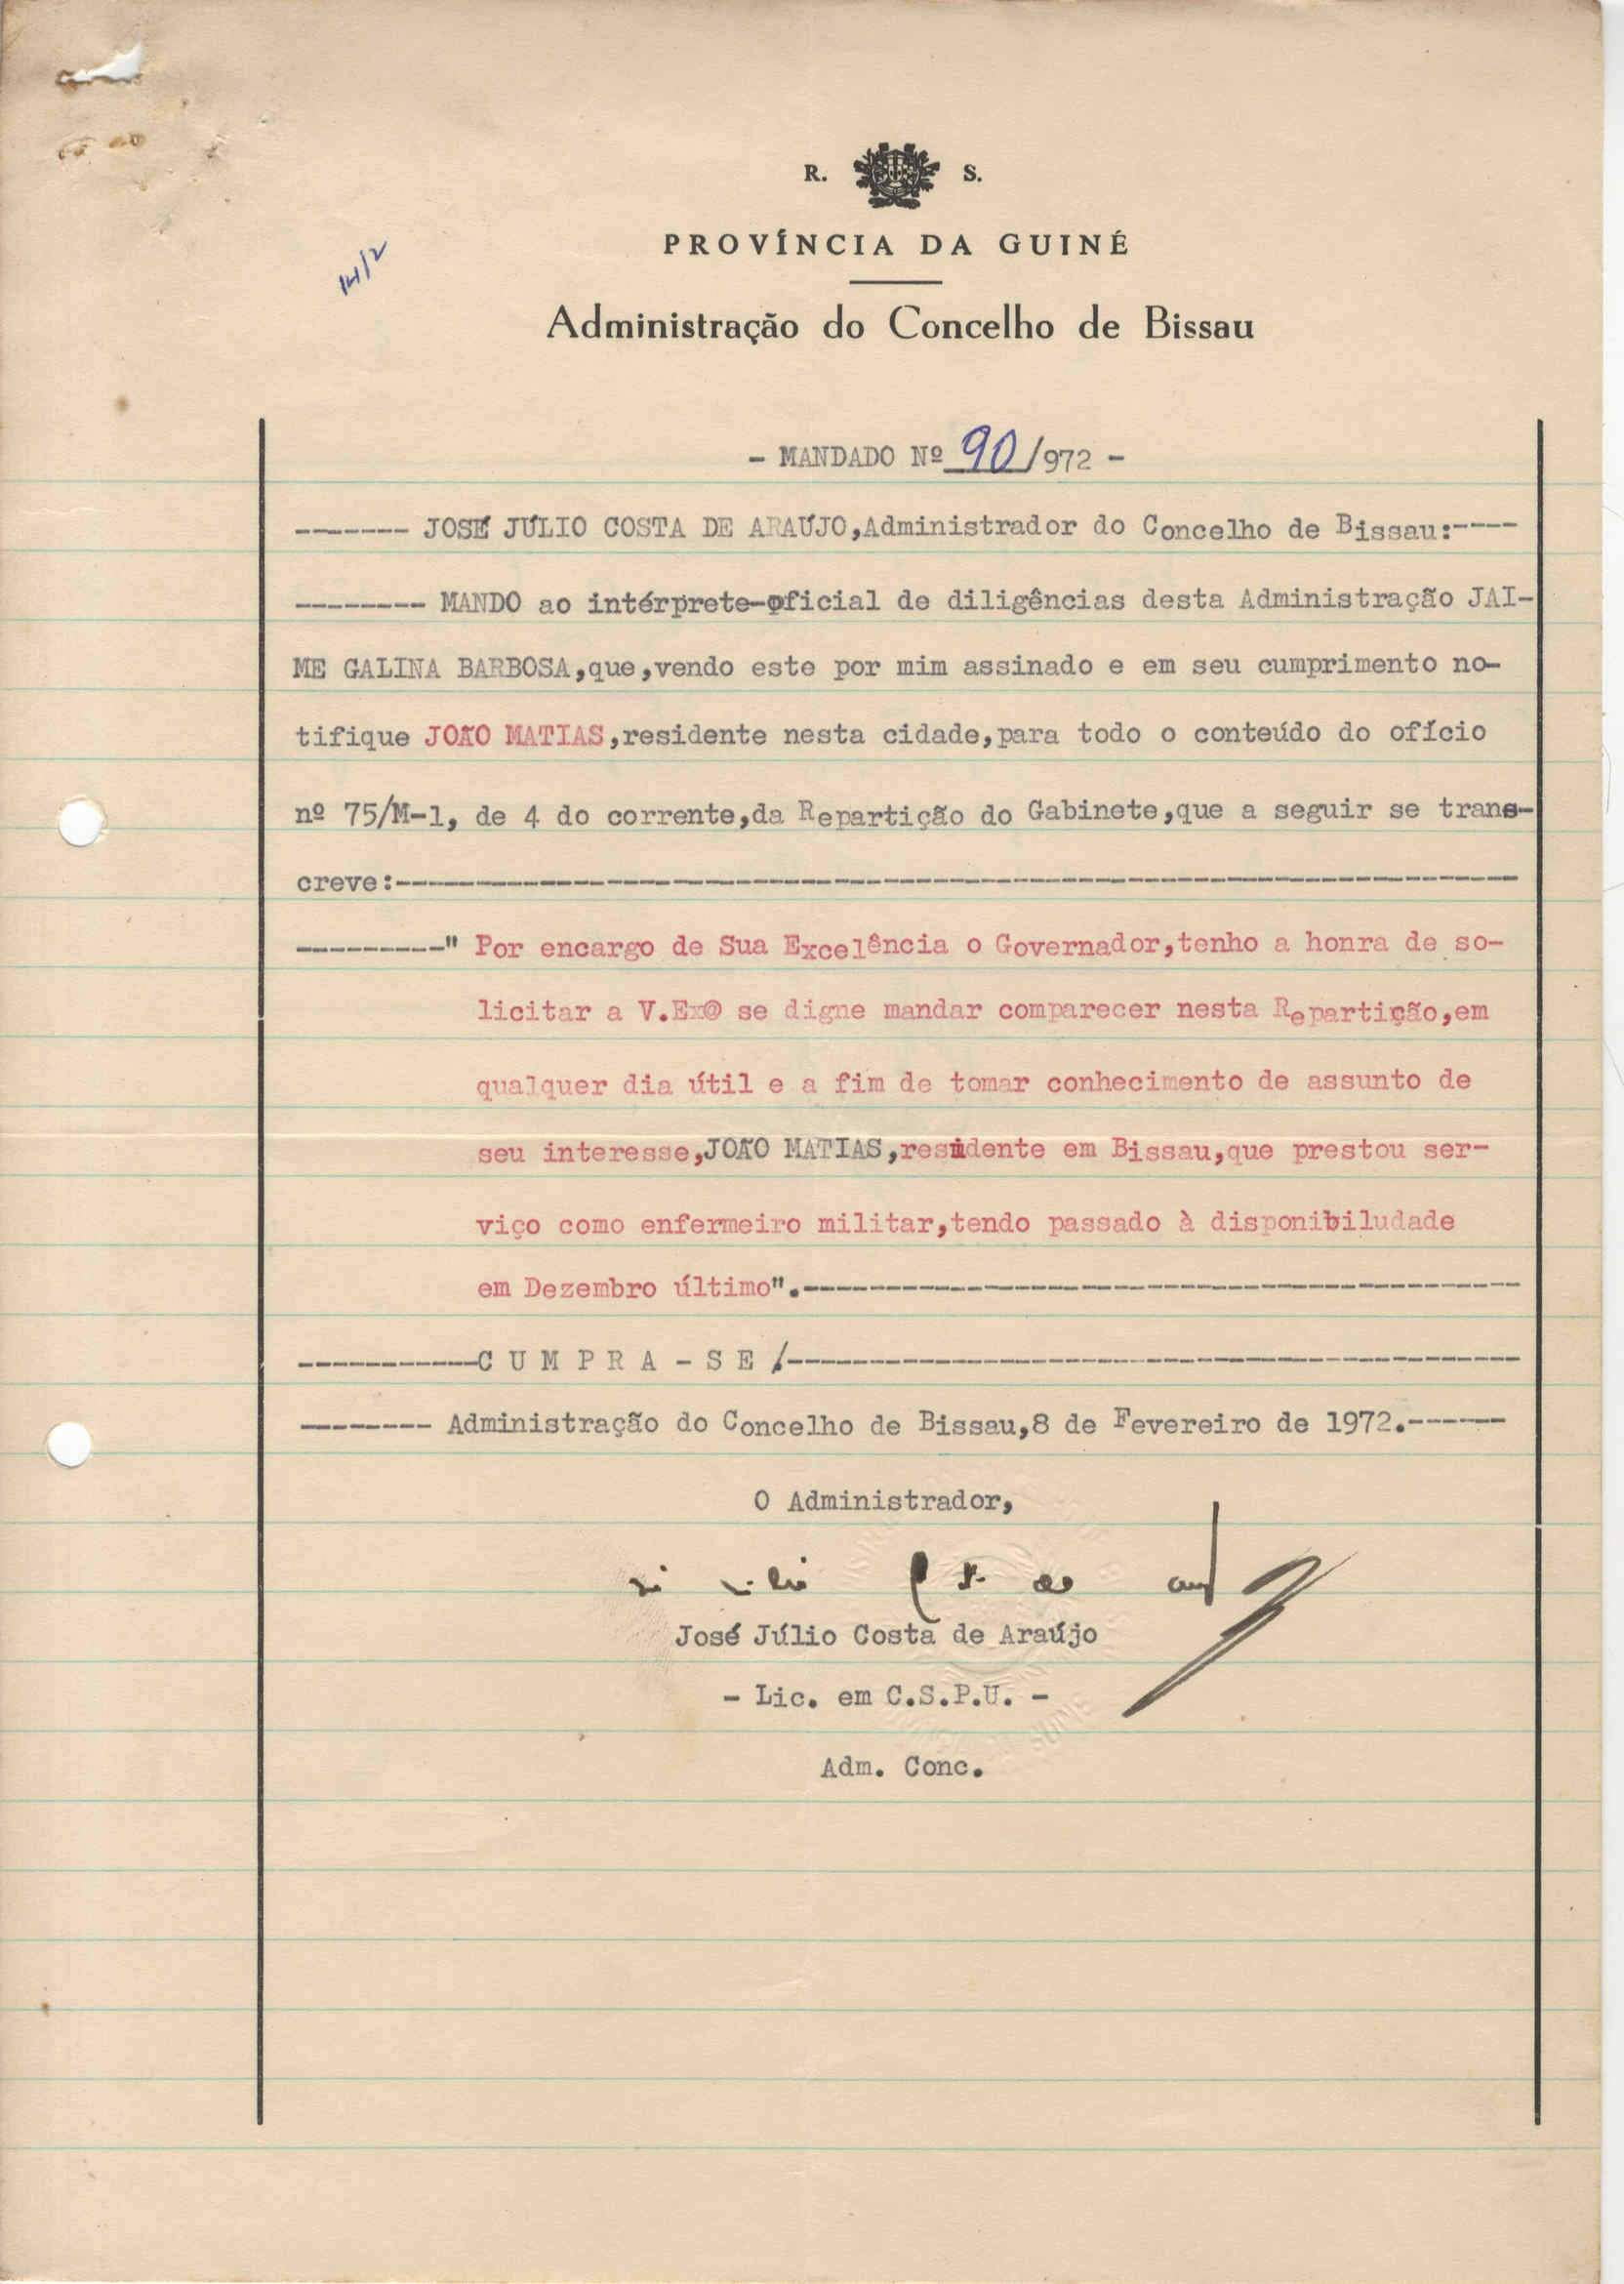 R. S.
PROVÍNCIA DA GUINÉ
14/2
Administração do Concelho de Bissau
- MANDADO Nº 90/972 -
------- JOSÉ JÚLIO COSTA DE ARAÚJO,Administrador do Concelho de Bissau:----
-------- MANDO ao intérprete-oficial de diligências desta Administração JAI-
ME GALINA BARBOSA,que,vendo este por mim assinado e em seu cumprimento no-
tifique JOÃO MATIAS,residente nesta cidade,para todo o conteúdo do ofício
nº 75/M-1, de 4 do corrente,da Repartição do Gabinete,que a seguir se trans-
creve:----------------------------------------------------------------------
---------" Por encargo de Sua Excelência o Governador,tenho a honra de so-
licitar a V.Ex@ se digne mandar comparecer nesta Repartição,em
qualquer dia útil e a fim de tomar conhecimento de assunto de
seu interesse,JOÃO MATIAS,residente em Bissau,que prestou ser-
viço como enfermeiro militar,tendo passado à disponibiludade
em Dezembro último".--------------------------------------------
-----------C U M P R A - S E /.----------------------------------------------
-------- Administração do Concelho de Bissau,8 de Fevereiro de 1972.------
O Administrador,
José Júlio Costa de Araújo
- Lic. em C.S.P.U. -
Adm. Conc.